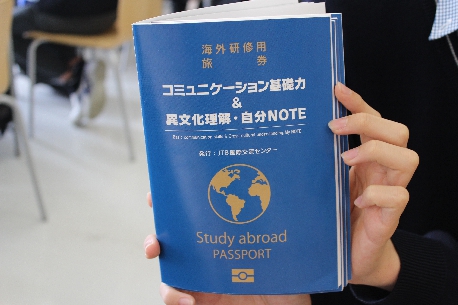 海外研修用
旅 券
コミュニケーション基礎力
&
異文化理解・自分NOTE
発行：JTB国際交流センター
Study abroad
PASSPORT